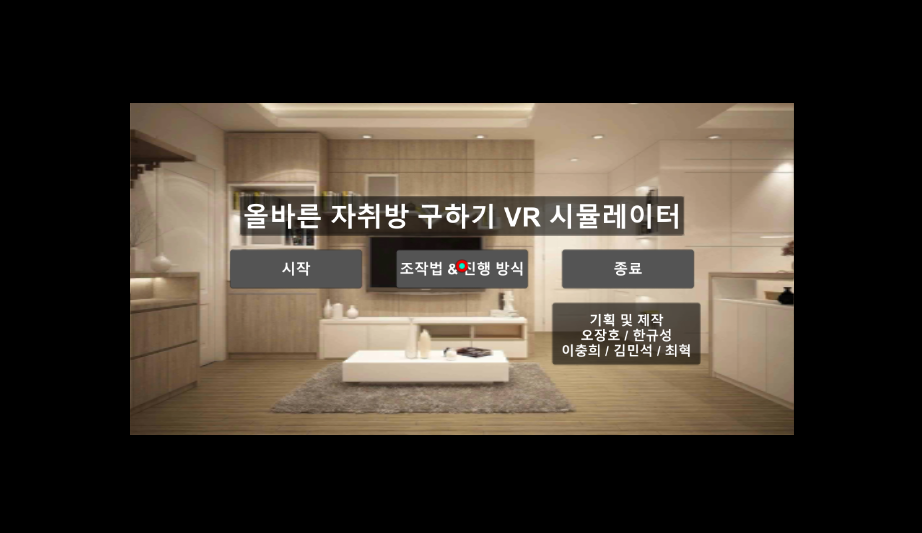 올바른 자취방 구하기 VR 시뮬레이터
시작
조작법 & 진행 방식
종료
기획 및 제작
오장호 / 한규성
이충희 / 김민석 / 최혁